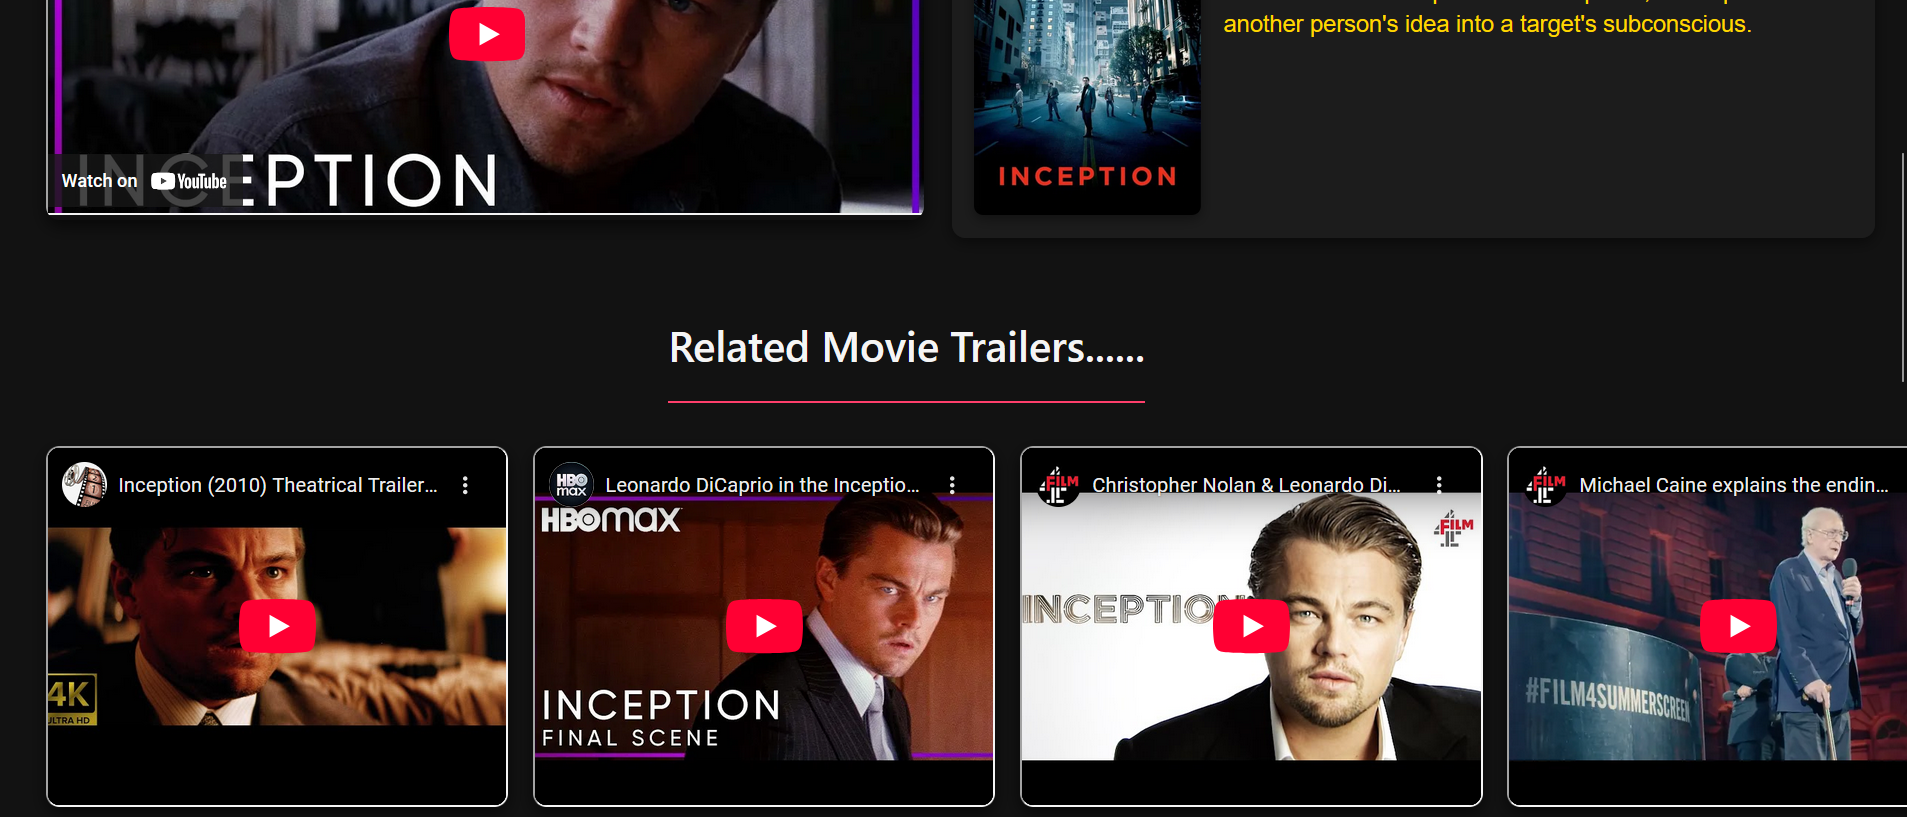 another person's idea into a target's subconscious.
INCEPTION
Watch on YouTube
INCEPTION
Related Movie Trailers......
Inception (2010) Theatrical Trailer...
4K
ULTRA HD
Leonardo DiCaprio in the Inceptio...
HBO
max
HBOmax
INCEPTION
FINAL SCENE
Christopher Nolan & Leonardo Di...
FILM
FILM
INCEPTION
Michael Caine explains the endin...
FILM
#FILM4SUMMERSCREEN